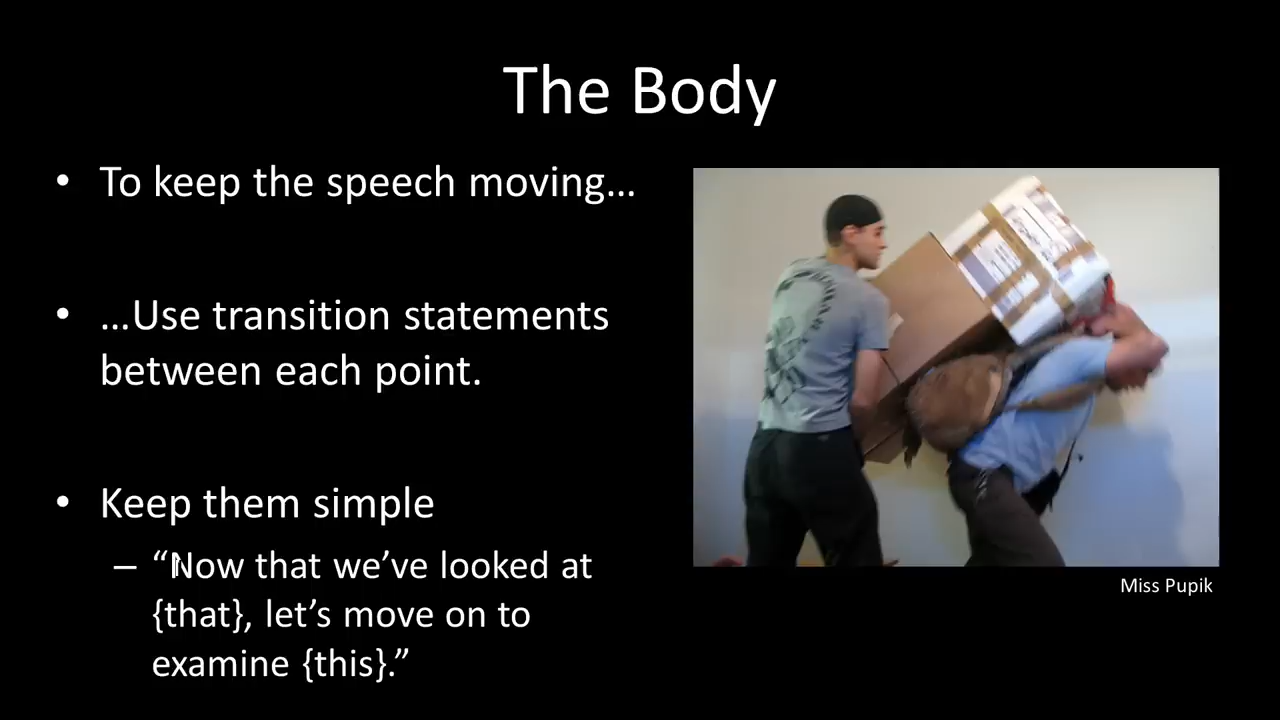 The Body
• To keep the speech moving…
• …Use transition statements
between each point.
• Keep them simple
– “Now that we’ve looked at
{that}, let’s move on to
examine {this}.”
Miss Pupik